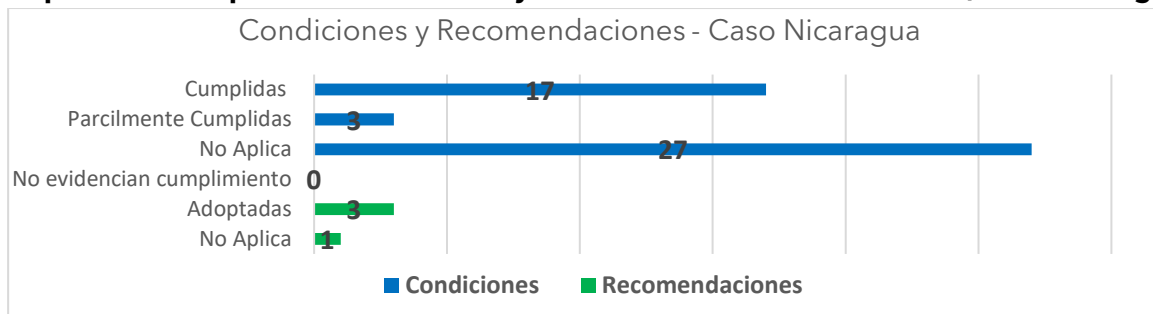 Condiciones y Recomendaciones - Caso Nicaragua
Cumplidas 17
Parcilmente Cumplidas 3
No Aplica 27
No evidencian cumplimiento 0
Adoptadas 3
No Aplica 1
Condiciones Recomendaciones